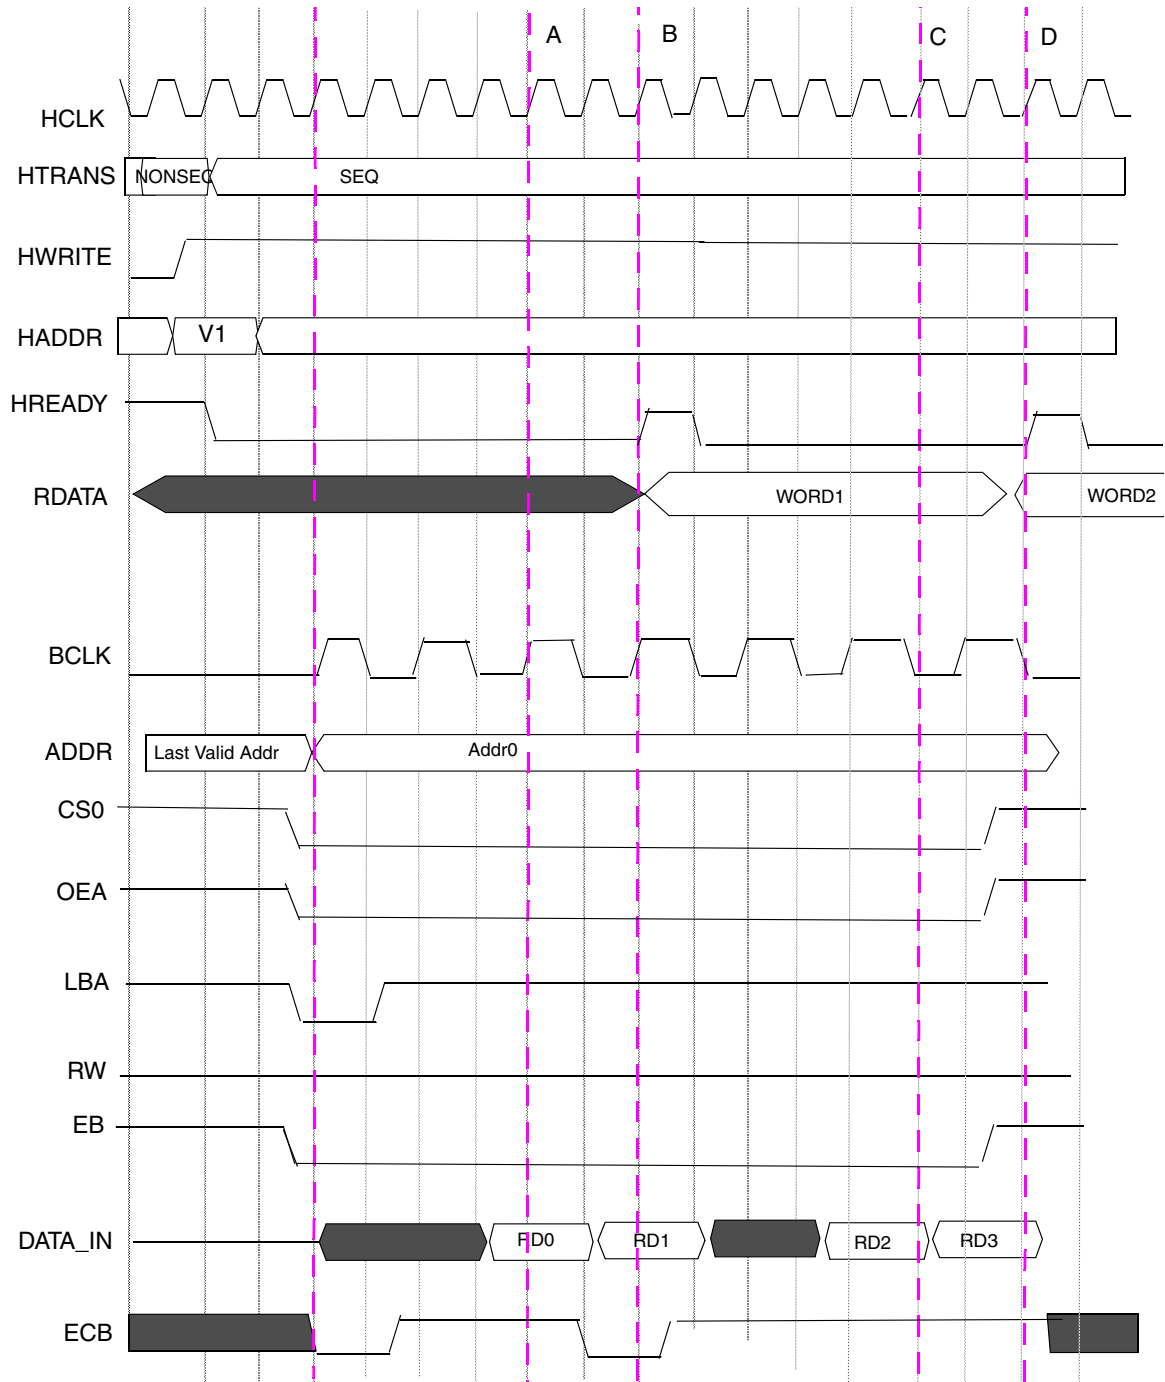 A
B
C
D
HCLK
HTRANS
NONSEQ
SEQ
HWRITE
HADDR
V1
HREADY
RDATA
WORD1
WORD2
BCLK
ADDR
Last Valid Addr
Addr0
CS0
OEA
LBA
RW
EB
DATA_IN
RD0
RD1
RD2
RD3
ECB